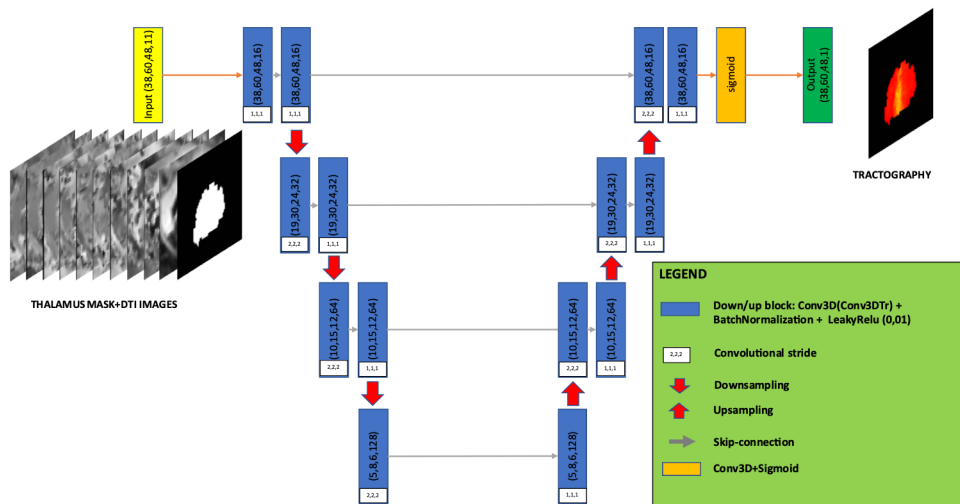 Input (38,60,48,11)
(38,60,48,16)
1,1,1
(38,60,48,16)
1,1,1
(38,60,48,16)
2,2,2
(38,60,48,16)
1,1,1
sigmoid
Output
(38,60,48,1)
TRACTOGRAPHY
(19,30,24,32)
2,2,2
(19,30,24,32)
1,1,1
(19,30,24,32)
2,2,2
(19,30,24,32)
1,1,1
THALAMUS MASK+DTI IMAGES
(10,15,12,64)
2,2,2
(10,15,12,64)
1,1,1
(10,15,12,64)
2,2,2
(10,15,12,64)
1,1,1
(5,8,6,128)
2,2,2
(5,8,6,128)
1,1,1
LEGEND
Down/up block: Conv3D(Conv3DTr) +
BatchNormalization + LeakyRelu (0,01)
2,2,2
Convolutional stride
Downsampling
Upsampling
Skip-connection
Conv3D+Sigmoid